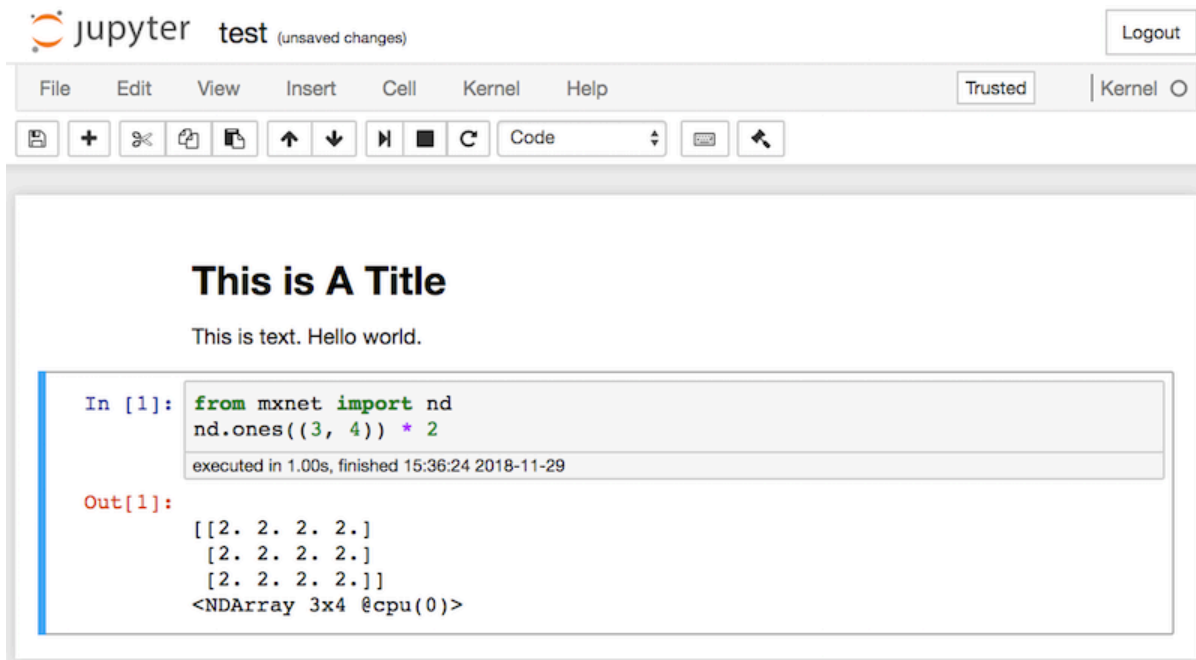 jupyter test (unsaved changes) Logout
File Edit View Insert Cell Kernel Help Trusted Kernel
Code
This is A Title
This is text. Hello world.
In [1]: from mxnet import nd
nd.ones((3, 4)) * 2
executed in 1.00s, finished 15:36:24 2018-11-29
Out[1]:
[[2. 2. 2. 2.]
 [2. 2. 2. 2.]
 [2. 2. 2. 2.]]
<NDArray 3x4 @cpu(0)>